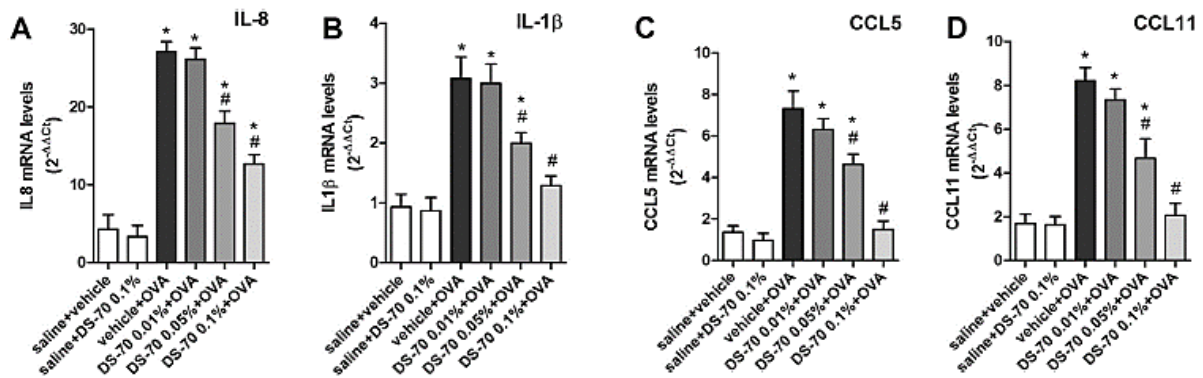 A
IL-8
IL8 mRNA levels
(2-ΔΔCt)
30
20
10
0
*
*
*
#
*
#
saline+vehicle
saline+DS-70 0.1%
vehicle+OVA
DS-70 0.01%+OVA
DS-70 0.05%+OVA
DS-70 0.1%+OVA
B
IL-1β
IL1β mRNA levels
(2-ΔΔCt)
4
3
2
1
0
*
*
*
#
#
saline+vehicle
saline+DS-70 0.1%
vehicle+OVA
DS-70 0.01%+OVA
DS-70 0.05%+OVA
DS-70 0.1%+OVA
C
CCL5
CCL5 mRNA levels
(2-ΔΔCt)
10
8
6
4
2
0
*
*
*
#
#
saline+vehicle
saline+DS-70 0.1%
vehicle+OVA
DS-70 0.01%+OVA
DS-70 0.05%+OVA
DS-70 0.1%+OVA
D
CCL11
CCL11 mRNA levels
(2-ΔΔCt)
10
8
6
4
2
0
*
*
*
#
#
saline+vehicle
saline+DS-70 0.1%
vehicle+OVA
DS-70 0.01%+OVA
DS-70 0.05%+OVA
DS-70 0.1%+OVA